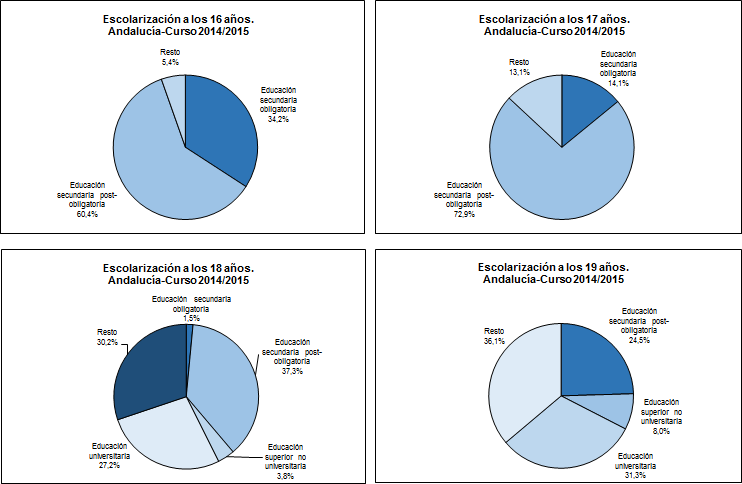 Escolarización a los 16 años.
Andalucía-Curso 2014/2015
Resto
5,4%
Educación
secundaria
obligatoria
34,2%
Educación
secundaria post-
obligatoria
60,4%
Escolarización a los 17 años.
Andalucía-Curso 2014/2015
Resto
13,1%
Educación
secundaria
obligatoria
14,1%
Educación
secundaria post-
obligatoria
72,9%
Escolarización a los 18 años.
Andalucía-Curso 2014/2015
Educación secundaria
obligatoria
1,5%
Resto
30,2%
Educación
secundaria post-
obligatoria
37,3%
Educación
universitaria
27,2%
Educación
superior no
universitaria
3,8%
Escolarización a los 19 años.
Andalucía-Curso 2014/2015
Resto
36,1%
Educación
secundaria post-
obligatoria
24,5%
Educación
superior no
universitaria
8,0%
Educación
universitaria
31,3%